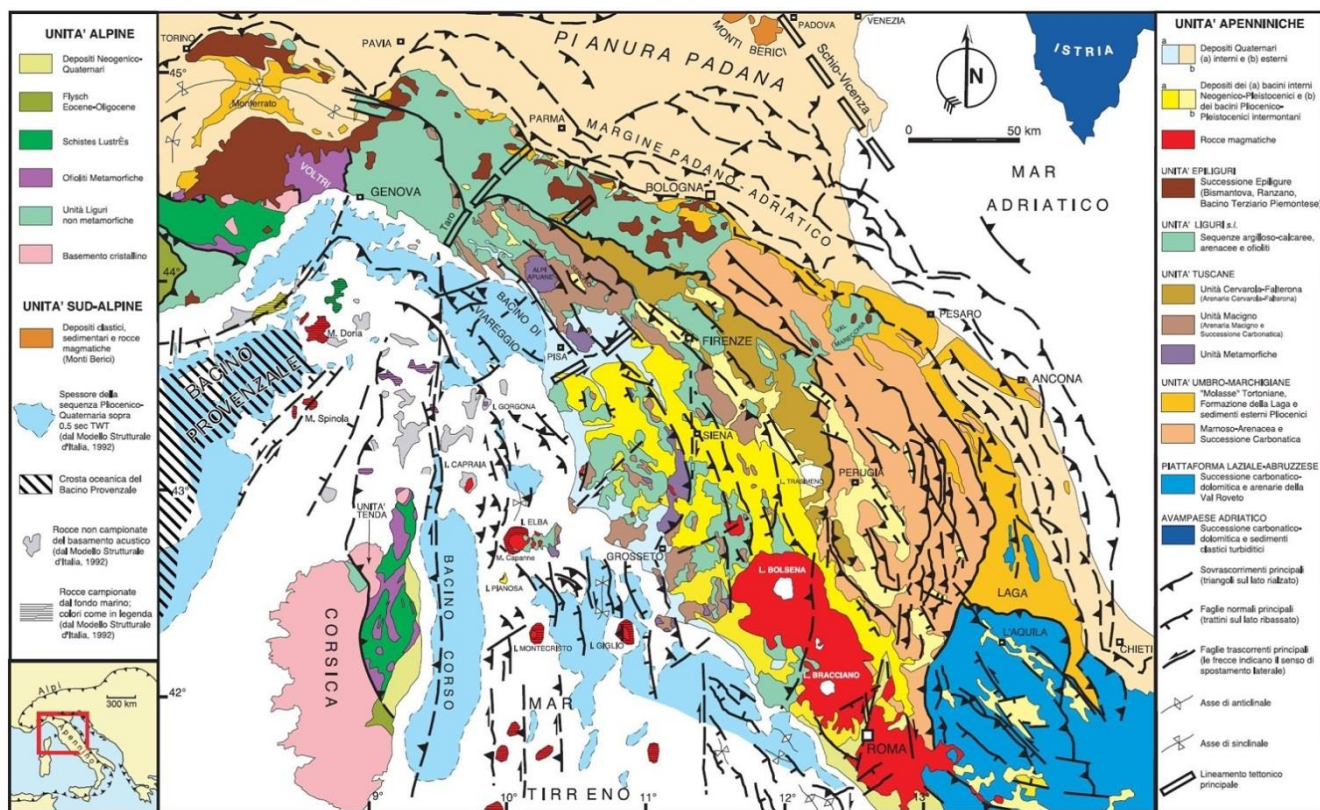 UNITA' ALPINE
Depositi Neogenico-
Quaternari
Flysch
Eocene-Oligocene
Schistes LustrÈs
Ofioliti Metamorfiche
Unità Liguri
non metamorfiche
Basemento cristallino
UNITA' SUD-ALPINE
Depositi clastici,
sedimentari e rocce
magmatiche
(Monti Berici)
Spessore della
sequenza Pliocenico-
Quaternaria sopra
0.5 sec TWT
(dal Modello Strutturale
d'Italia, 1992)
Crosta oceanica del
Bacino Provenzale
Rocce non campionate
del basamento acustico
(dal Modello Strutturale
d'Italia, 1992)
Rocce campionate
dal fondo marino;
colori come in legenda
(dal Modello Strutturale
d'Italia, 1992)
Alpi
300 km
Appennino
TORINO
PAVIA
MONTI BERICI
PADOVA
VENEZIA
ISTRIA
45°
PIANURA PADANA
Schio-Vicenza
N
0 50 km
Monferrato
PARMA
MARGINE PADANO-ADRIATICO
MAR
ADRIATICO
VOLTRI
GENOVA
Taro
BOLOGNA
44°
ALPI
APUANE
M. Doria
BACINO DI
VIAREGGIO
PISA
FIRENZE
VAL
MARECCHIA
PESARO
ANCONA
BACINO
PROVENZALE
M. Spinola
I. GORGONA
I. CAPRAIA
SIENA
L. TRASIMENO
PERUGIA
43°
UNITA'
TENDA
I. ELBA
M. Capanne
I. PIANOSA
GROSSETO
BACINO CORSO
L. BOLSENA
LAGA
CORSICA
I. MONTECRISTO
I. GIGLIO
L'AQUILA
CHIETI
42°
L. BRACCIANO
MAR
TIRRENO
ROMA
9°
10°
11°
12°
13°
UNITA' APENNINICHE
a
b
Depositi Quaternari
(a) interni e (b) esterni
a
b
Depositi dei (a) bacini interni
Neogenico-Pleistocenici e (b)
dei bacini Pliocenico-
Pleistocenici intermontani
Rocce magmatiche
UNITA' EPILIGURI
Successione Epiligure
(Bismantova, Ranzano,
Bacino Terziario Piemontese)
UNITA' LIGURI s.l.
Sequenze argilloso-calcaree,
arenacee e ofioliti
UNITA' TUSCANE
Unità Cervarola-Falterona
(Arenarie Cervarola-Falterona)
Unità Macigno
(Arenaria Macigno e
Successione Carbonatica)
Unità Metamorfiche
UNITA' UMBRO-MARCHIGIANE
"Molasse" Tortoniane,
Formazione della Laga e
sedimenti esterni Pliocenici
Marnoso-Arenacea e
Successione Carbonatica
PIATTAFORMA LAZIALE-ABRUZZESE
Successione carbonatico-
dolomitica e arenarie della
Val Roveto
AVAMPAESE ADRIATICO
Successione carbonatico-
dolomitica e sedimenti
clastici turbiditici
Sovrascorrimenti principali
(triangoli sul lato rialzato)
Faglie normali principali
(trattini sul lato ribassato)
Faglie trascorrenti principali
(le frecce indicano il senso di
spostamento laterale)
Asse di anticlinale
Asse di sinclinale
Lineamento tettonico
principale